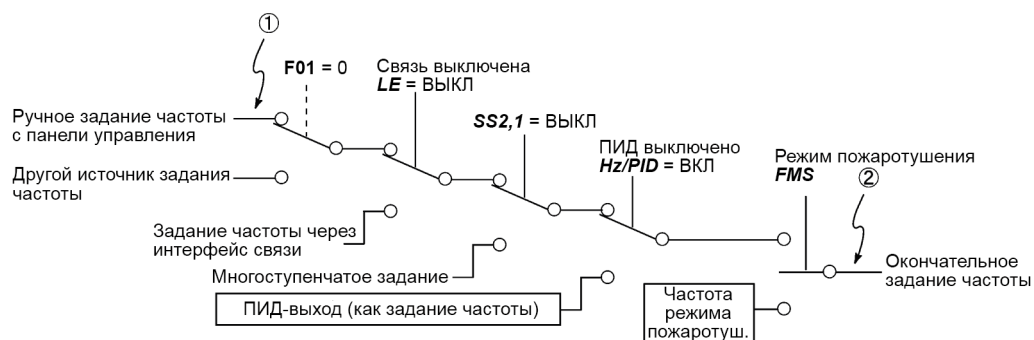 ①
F01 = 0
Связь выключена
LE = ВЫКЛ
Ручное задание частоты
с панели управления
SS2,1 = ВЫКЛ
ПИД выключено
Hz/PID = ВКЛ
Режим пожаротушения
FMS
②
Другой источник задания
частоты
Задание частоты через
интерфейс связи
Многоступенчатое задание
ПИД-выход (как задание частоты)
Частота
режима
пожаротуш.
Окончательное
задание частоты